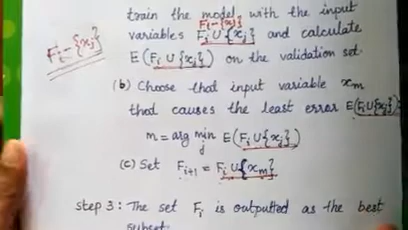 train the model with the input
Fi-{xj}
variables Fi ∪ {xj} and calculate
Fi-{xj}
E (Fi ∪ {xj}) on the validation set.
(b) Choose that input variable xm
that causes the least error E(Fi∪{xj})
m = arg min E (Fi ∪ {xj})
j
(c) Set Fi+1 = Fi ∪ {xm}
step 3 : The set Fi is outputted as the best
subset.